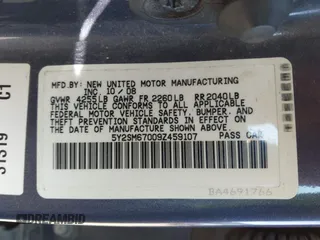 MFD.BY: NEW UNITED MOTOR MANUFACTURING
INC. 10/08
GVWR 4255LB GAWR FR 2260LB RR 2040LB
THIS VEHICLE CONFORMS TO ALL APPLICABLE
FEDERAL MOTOR VEHICLE SAFETY, BUMPER, AND
THEFT PREVENTION STANDARDS IN EFFECT ON
THE DATE OF MANUFACTURE SHOWN ABOVE.
5Y2SM67009Z459107 PASS CAR
C1
DREAMBID